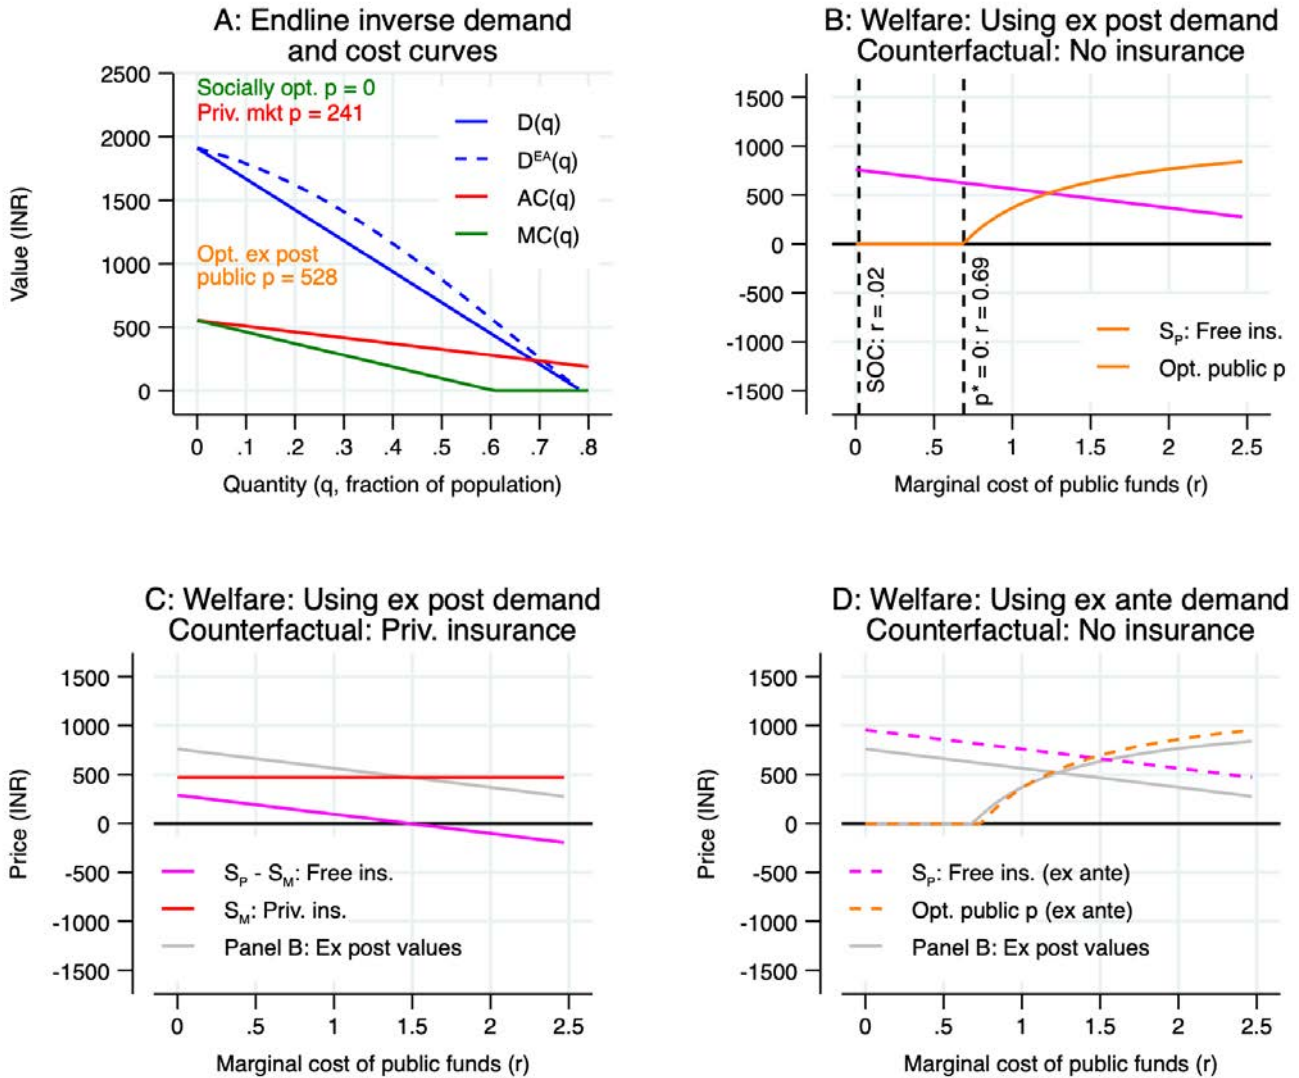 A: Endline inverse demand
and cost curves
Value (INR)
2500
2000
1500
1000
500
0
Socially opt. p = 0
Priv. mkt p = 241
Opt. ex post
public p = 528
D(q)
D^EA(q)
AC(q)
MC(q)
0 .1 .2 .3 .4 .5 .6 .7 .8
Quantity (q, fraction of population)
B: Welfare: Using ex post demand
Counterfactual: No insurance
1500
1000
500
0
-500
-1000
-1500
SOC: r = .02
p* = 0: r = 0.69
S_P: Free ins.
Opt. public p
0 .5 1 1.5 2 2.5
Marginal cost of public funds (r)
C: Welfare: Using ex post demand
Counterfactual: Priv. insurance
Price (INR)
1500
1000
500
0
-500
-1000
-1500
S_P - S_M: Free ins.
S_M: Priv. ins.
Panel B: Ex post values
0 .5 1 1.5 2 2.5
Marginal cost of public funds (r)
D: Welfare: Using ex ante demand
Counterfactual: No insurance
Price (INR)
1500
1000
500
0
-500
-1000
-1500
S_P: Free ins. (ex ante)
Opt. public p (ex ante)
Panel B: Ex post values
0 .5 1 1.5 2 2.5
Marginal cost of public funds (r)